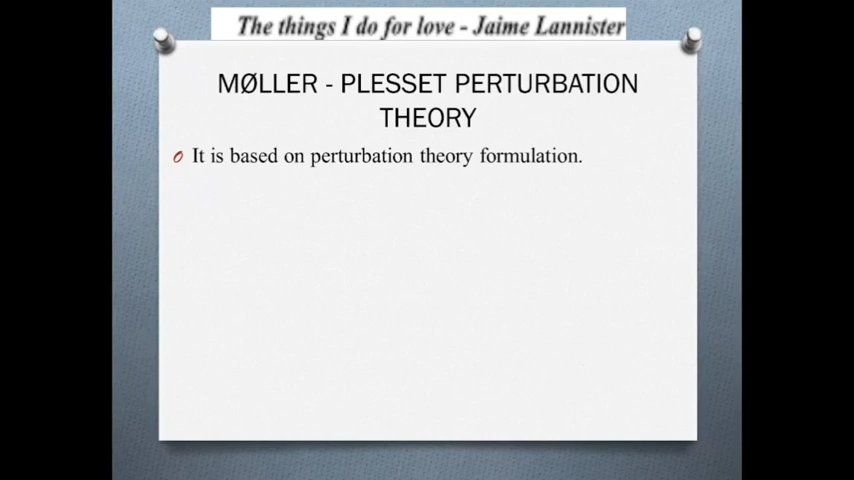 The things I do for love - Jaime Lannister
MØLLER - PLESSET PERTURBATION
THEORY
It is based on perturbation theory formulation.